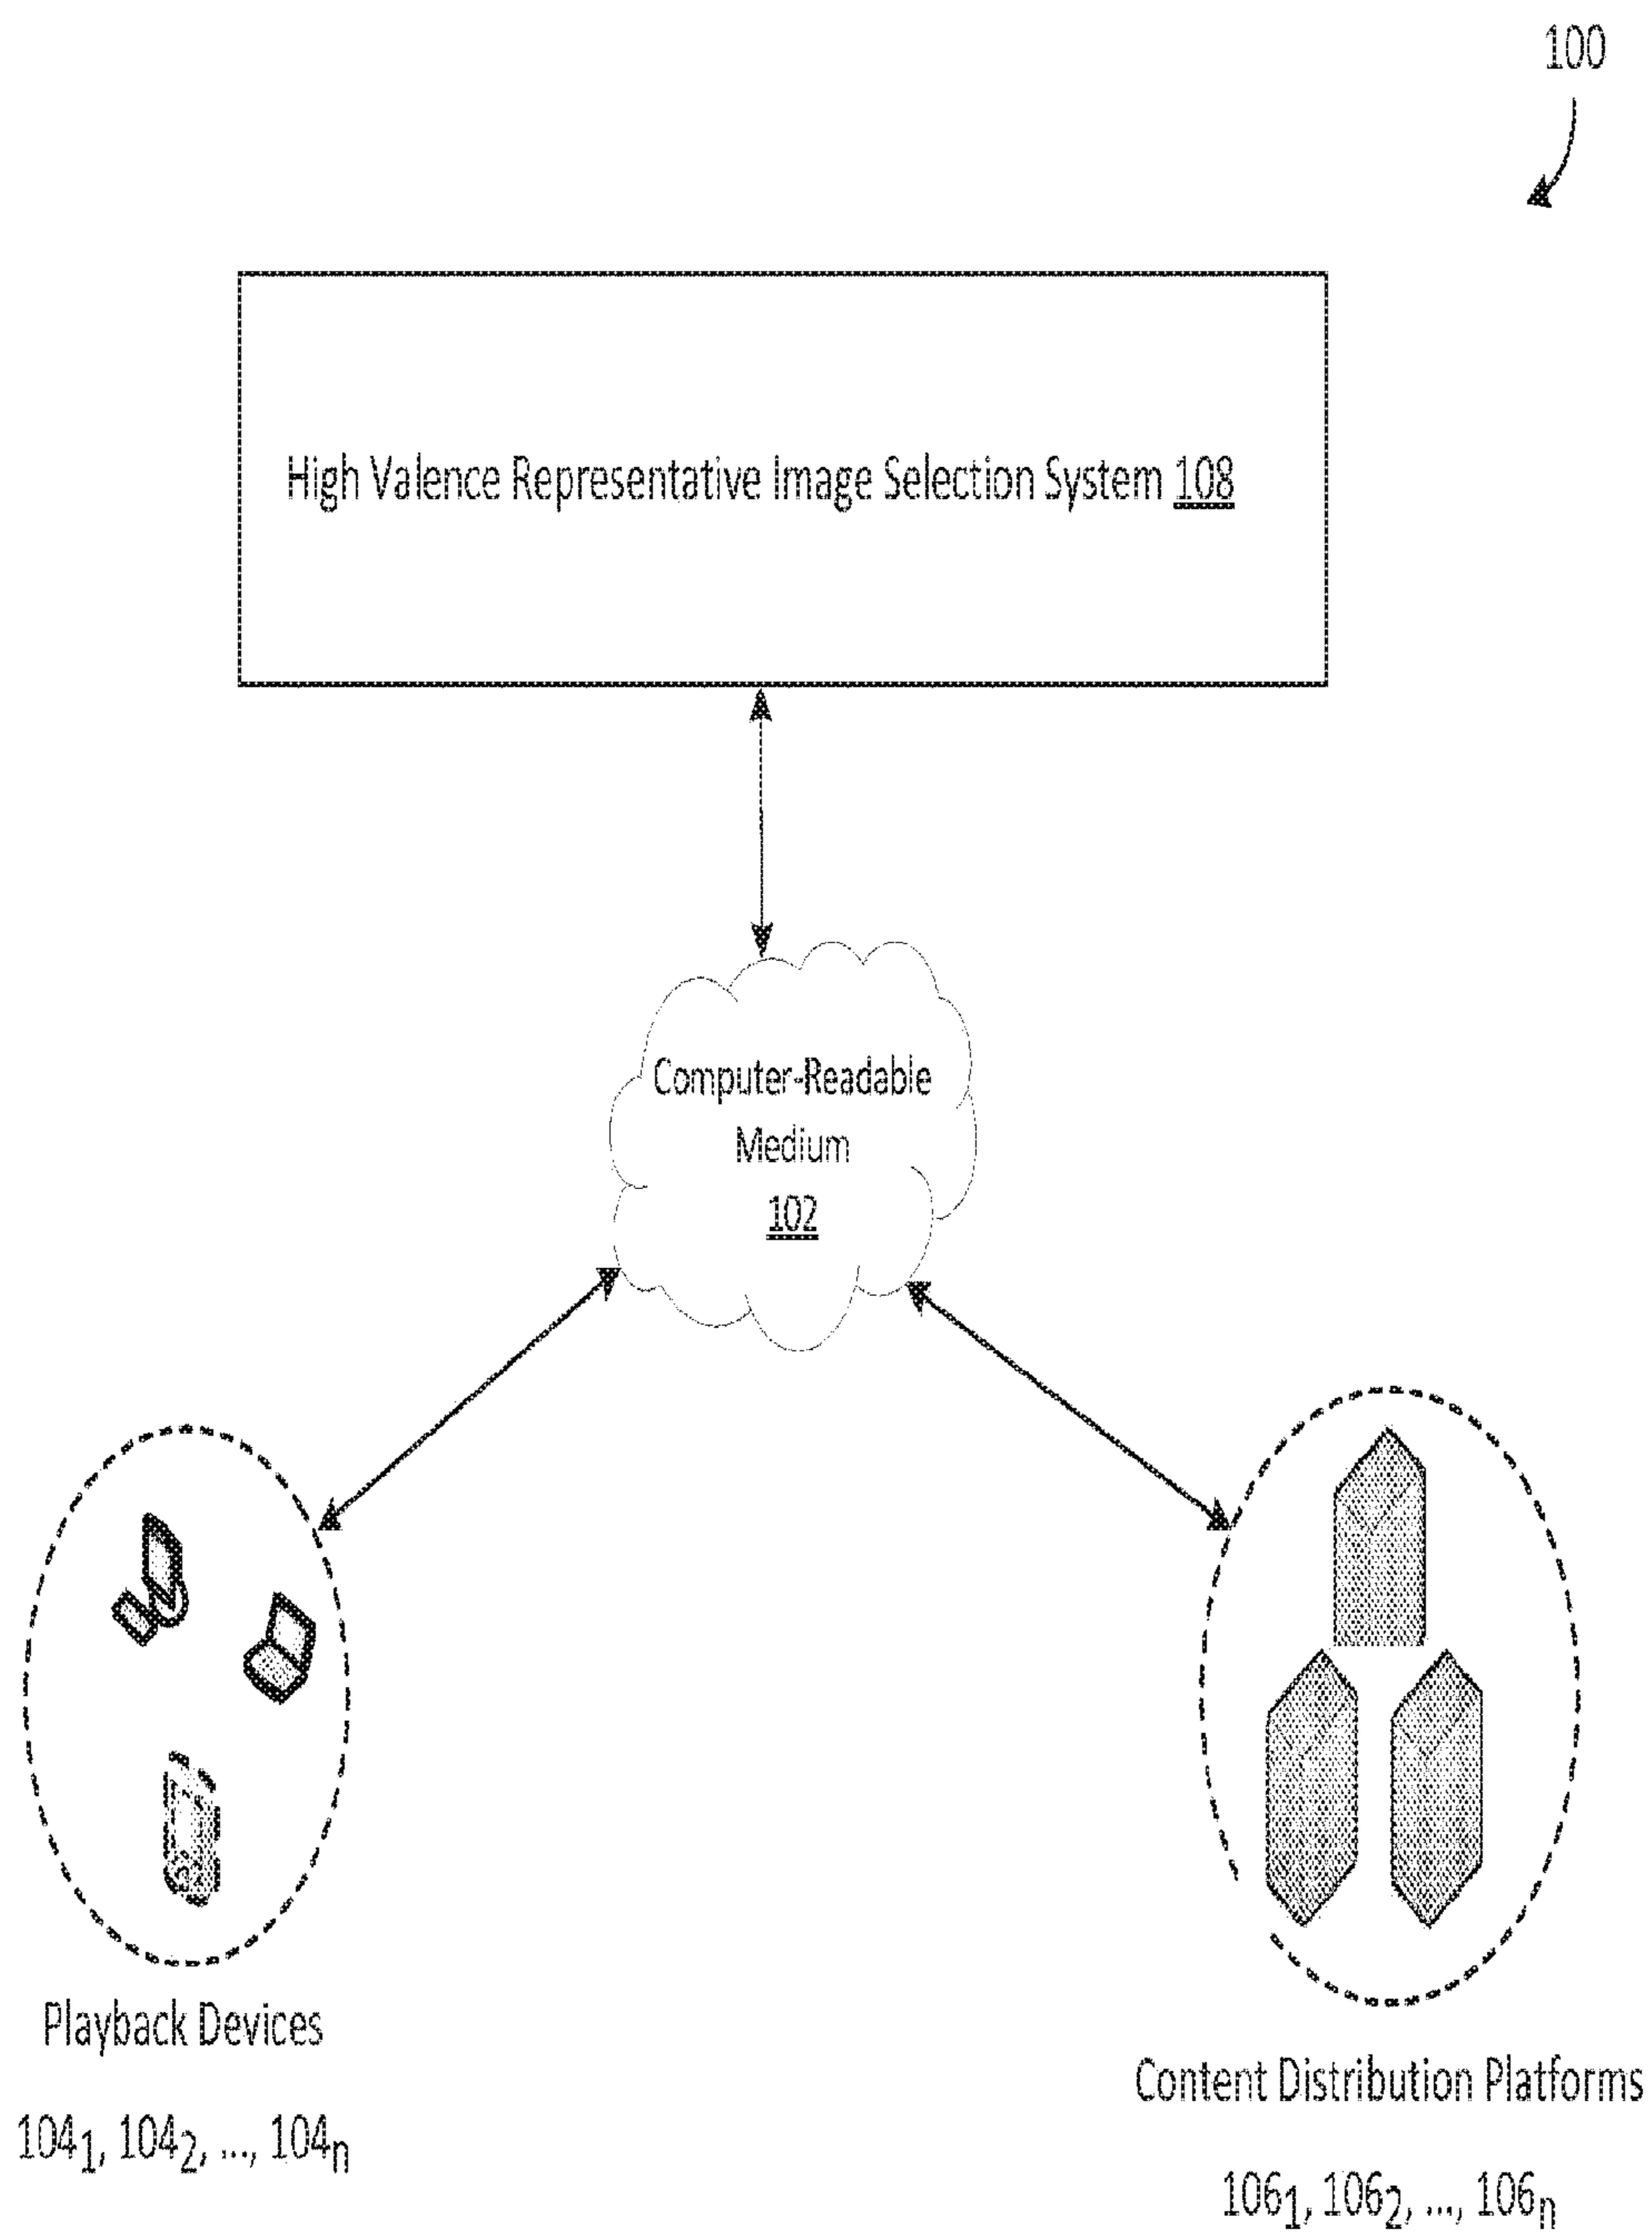 100
High Valence Representative Image Selection System 108
Computer-Readable
Medium
102
Playback Devices
104₁, 104₂, ..., 104ₙ
Content Distribution Platforms
106₁, 106₂, ..., 106ₙ